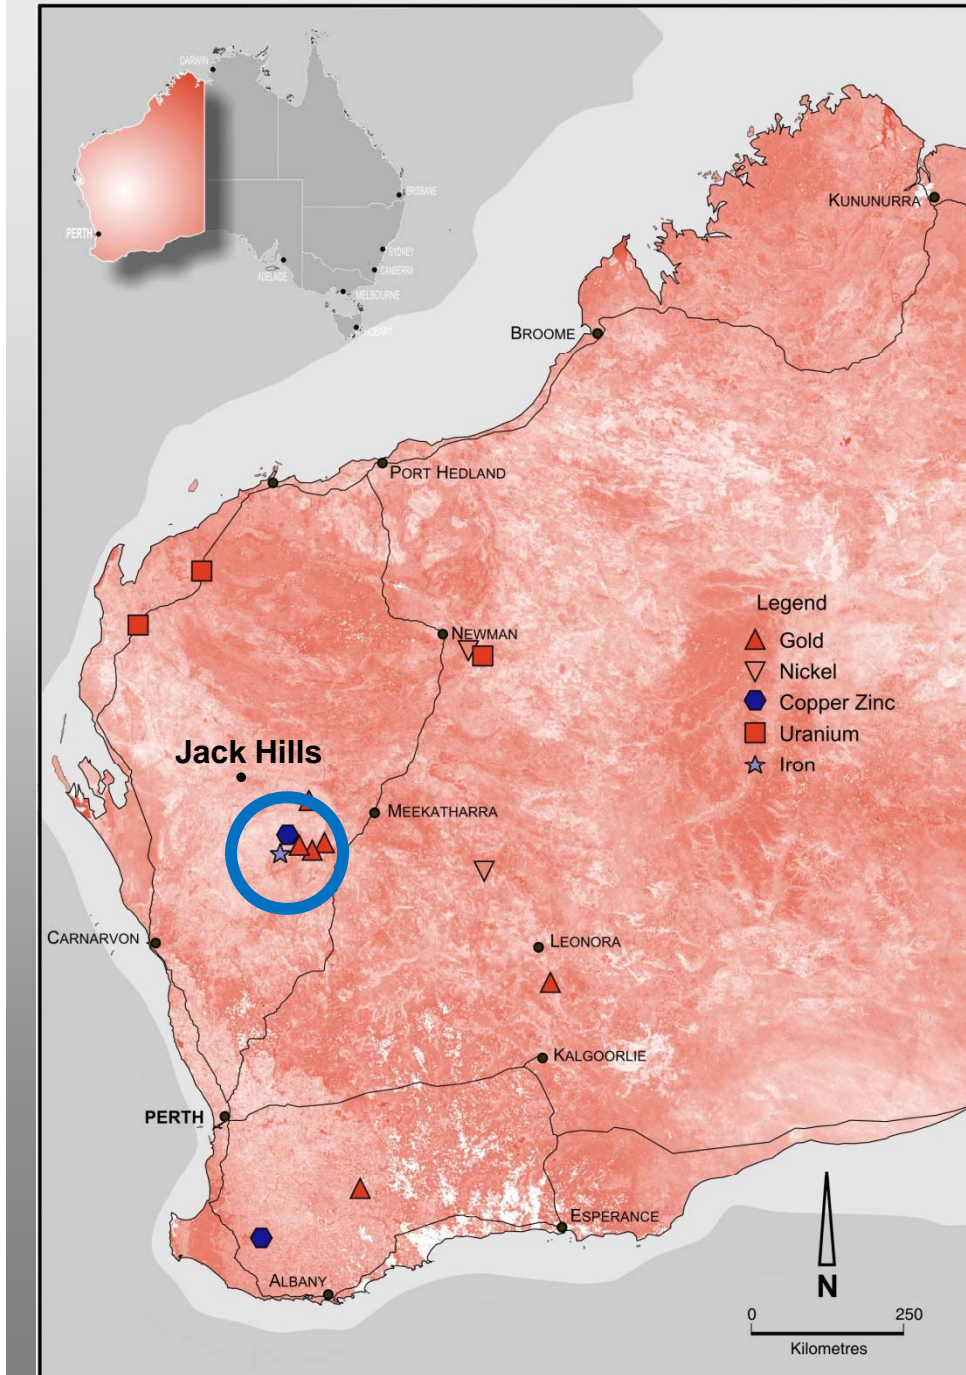 DARWIN
BRISBANE
PERTH
SYDNEY
CANBERRA
ADELAIDE
MELBOURNE
HOBART
KUNUNURRA
BROOME
PORT HEDLAND
NEWMAN
Legend
Gold
Nickel
Copper Zinc
Uranium
Iron
Jack Hills
MEEKATHARRA
CARNARVON
LEONORA
KALGOORLIE
PERTH
ESPERANCE
ALBANY
N
0 250
Kilometres